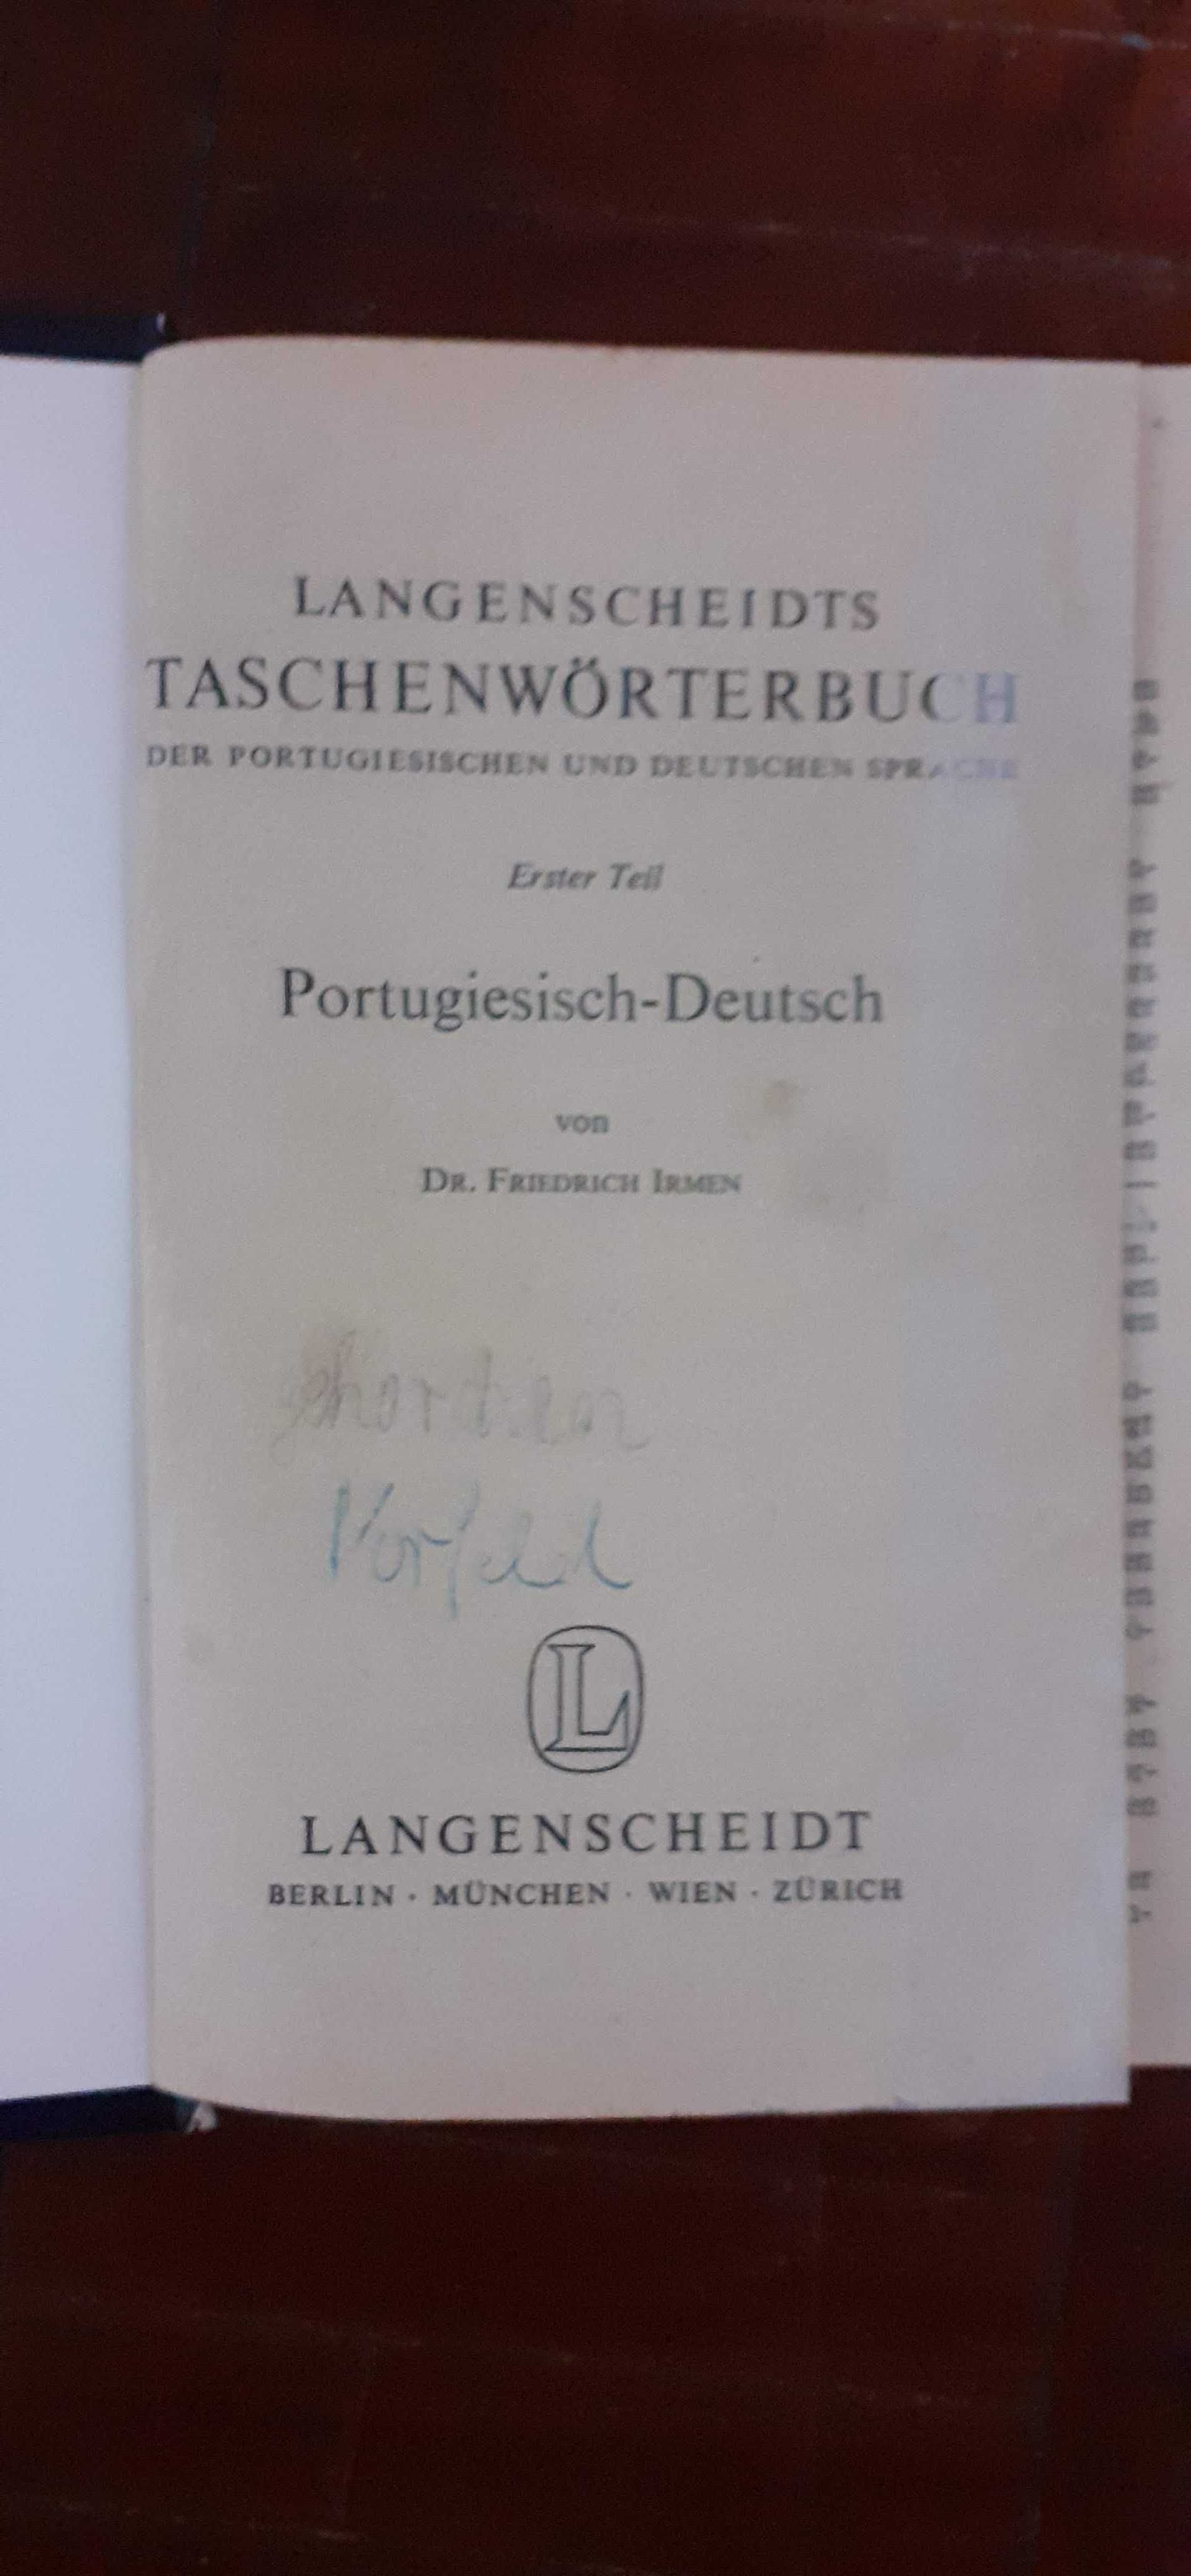 LANGENSCHEIDTS
TASCHENWÖRTERBUCH
DER PORTUGIESISCHEN UND DEUTSCHEN SPRACHE
Erster Teil
Portugiesisch-Deutsch
von
DR. FRIEDRICH IRMEN
Vorfeld
L
LANGENSCHEIDT
BERLIN · MÜNCHEN · WIEN · ZÜRICH